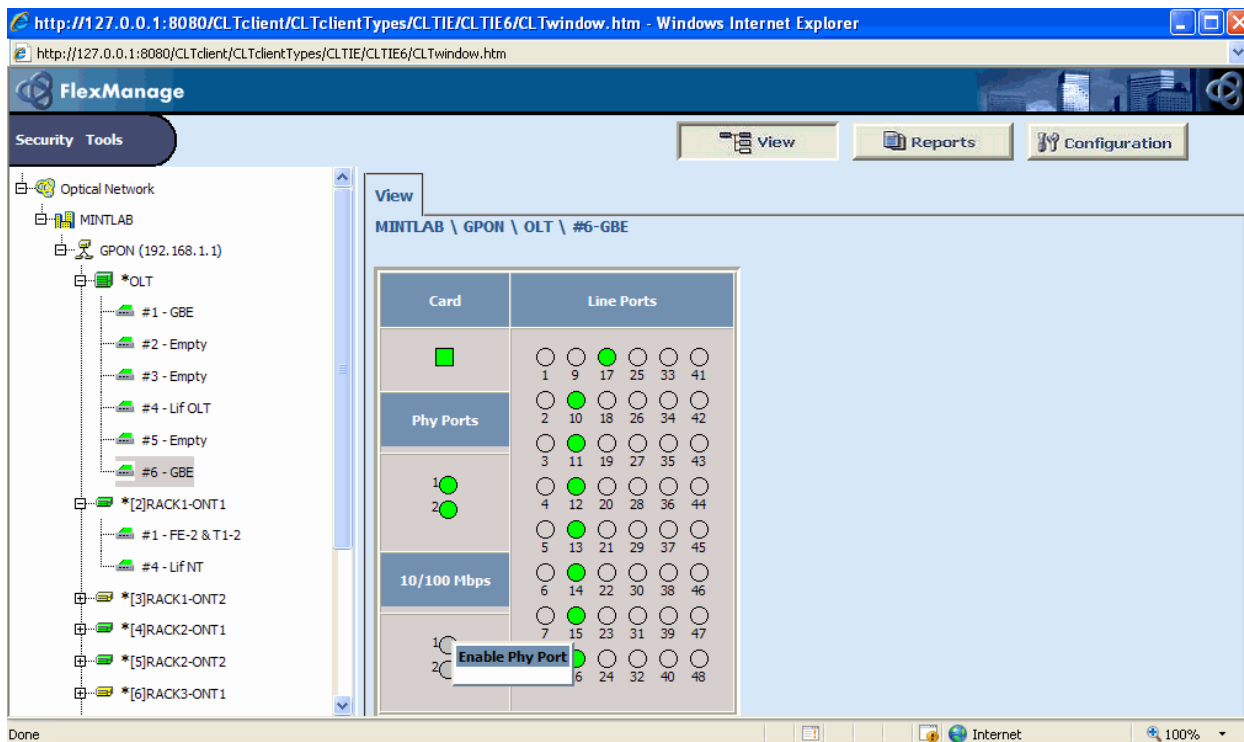 http://127.0.0.1:8080/CLTclient/CLTclientTypes/CLTIE/CLTIE6/CLTwindow.htm - Windows Internet Explorer
http://127.0.0.1:8080/CLTclient/CLTclientTypes/CLTIE/CLTIE6/CLTwindow.htm
FlexManage
Security Tools
View Reports Configuration
Optical Network
MINTLAB
GPON (192.168.1.1)
*OLT
#1 - GBE
#2 - Empty
#3 - Empty
#4 - Lif OLT
#5 - Empty
#6 - GBE
*[2]RACK1-ONT1
#1 - FE-2 & T1-2
#4 - Lif NT
*[3]RACK1-ONT2
*[4]RACK2-ONT1
*[5]RACK2-ONT2
*[6]RACK3-ONT1
View
MINTLAB \ GPON \ OLT \ #6-GBE
Card
Phy Ports
1
2
10/100 Mbps
1
2
Enable Phy Port
Line Ports
1 9 17 25 33 41
2 10 18 26 34 42
3 11 19 27 35 43
4 12 20 28 36 44
5 13 21 29 37 45
6 14 22 30 38 46
7 15 23 31 39 47
6 24 32 40 48
Done
Internet
100%